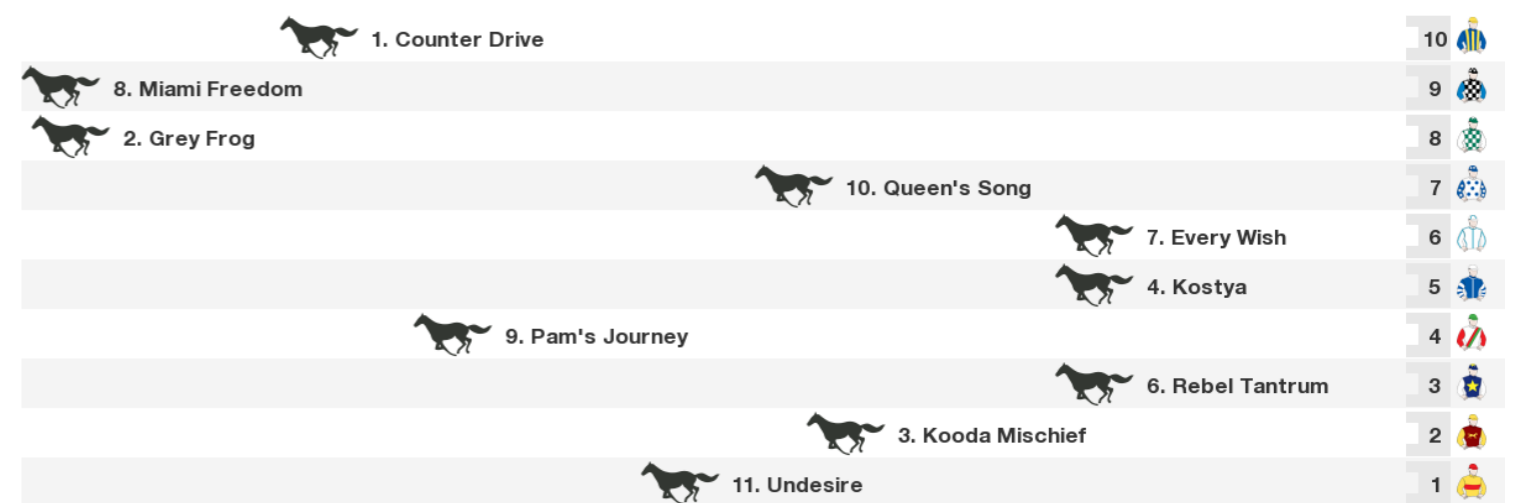 1. Counter Drive 10
8. Miami Freedom 9
2. Grey Frog 8
10. Queen's Song 7
7. Every Wish 6
4. Kostya 5
9. Pam's Journey 4
6. Rebel Tantrum 3
3. Kooda Mischief 2
11. Undesire 1